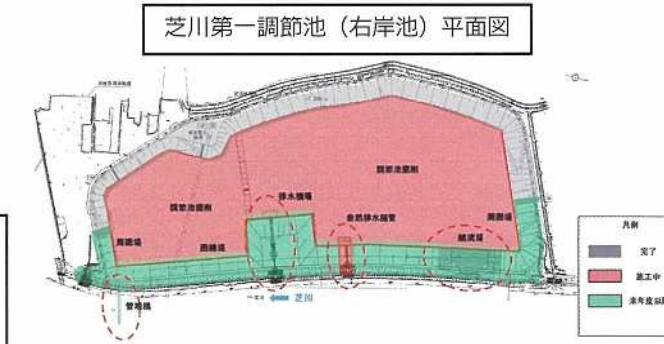 芝川第一調節池（右岸池）平面図
調節池掘削
調節池掘削
排水機場
自然排水樋管
周囲堤
周囲堤
囲繞堤
越流堤
管理橋
芝川
凡例
完了
施工中
来年度以降